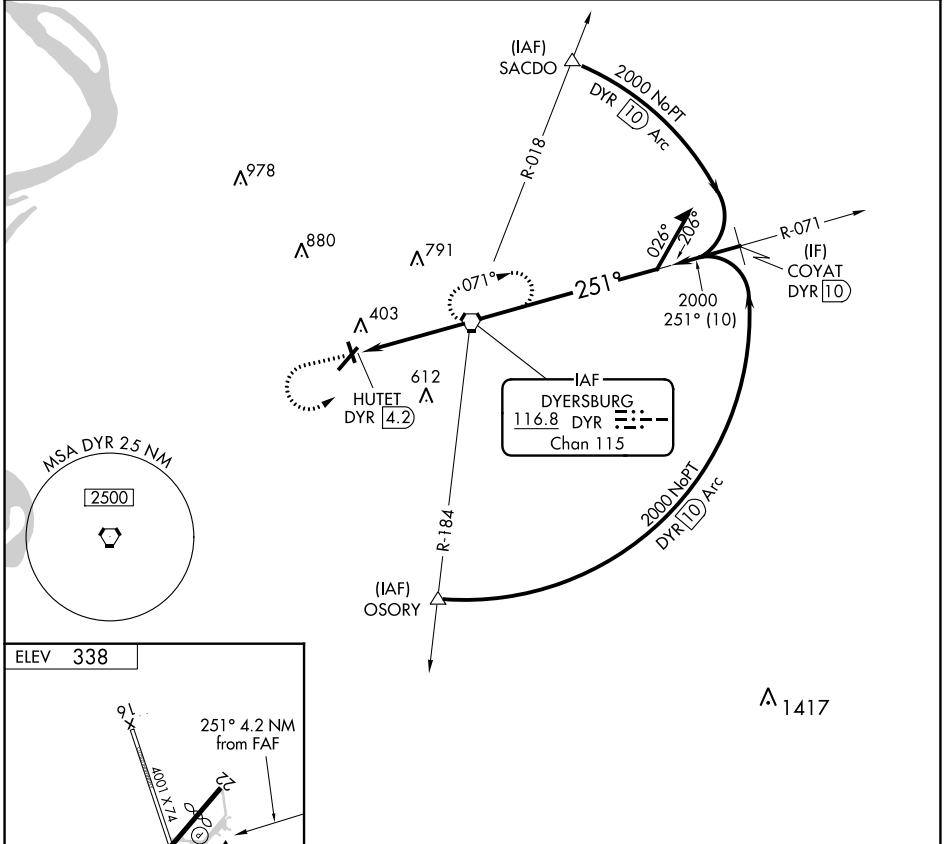 (IAF)
SACDO
2000 NoPT
DYR 10 Arc
R-018
978
880
791
071°
026°
206°
R-071
(IF)
COYAT
DYR 10
251°
2000
251° (10)
403
HUTET
DYR 4.2
612
IAF
DYERSBURG
116.8 DYR
Chan 115
MSA DYR 25 NM
2500
R-184
2000 NoPT
DYR 10 Arc
(IAF)
OSORY
1417
ELEV 338
16
X
251° 4.2 NM
from FAF
22
4001 X 74
P